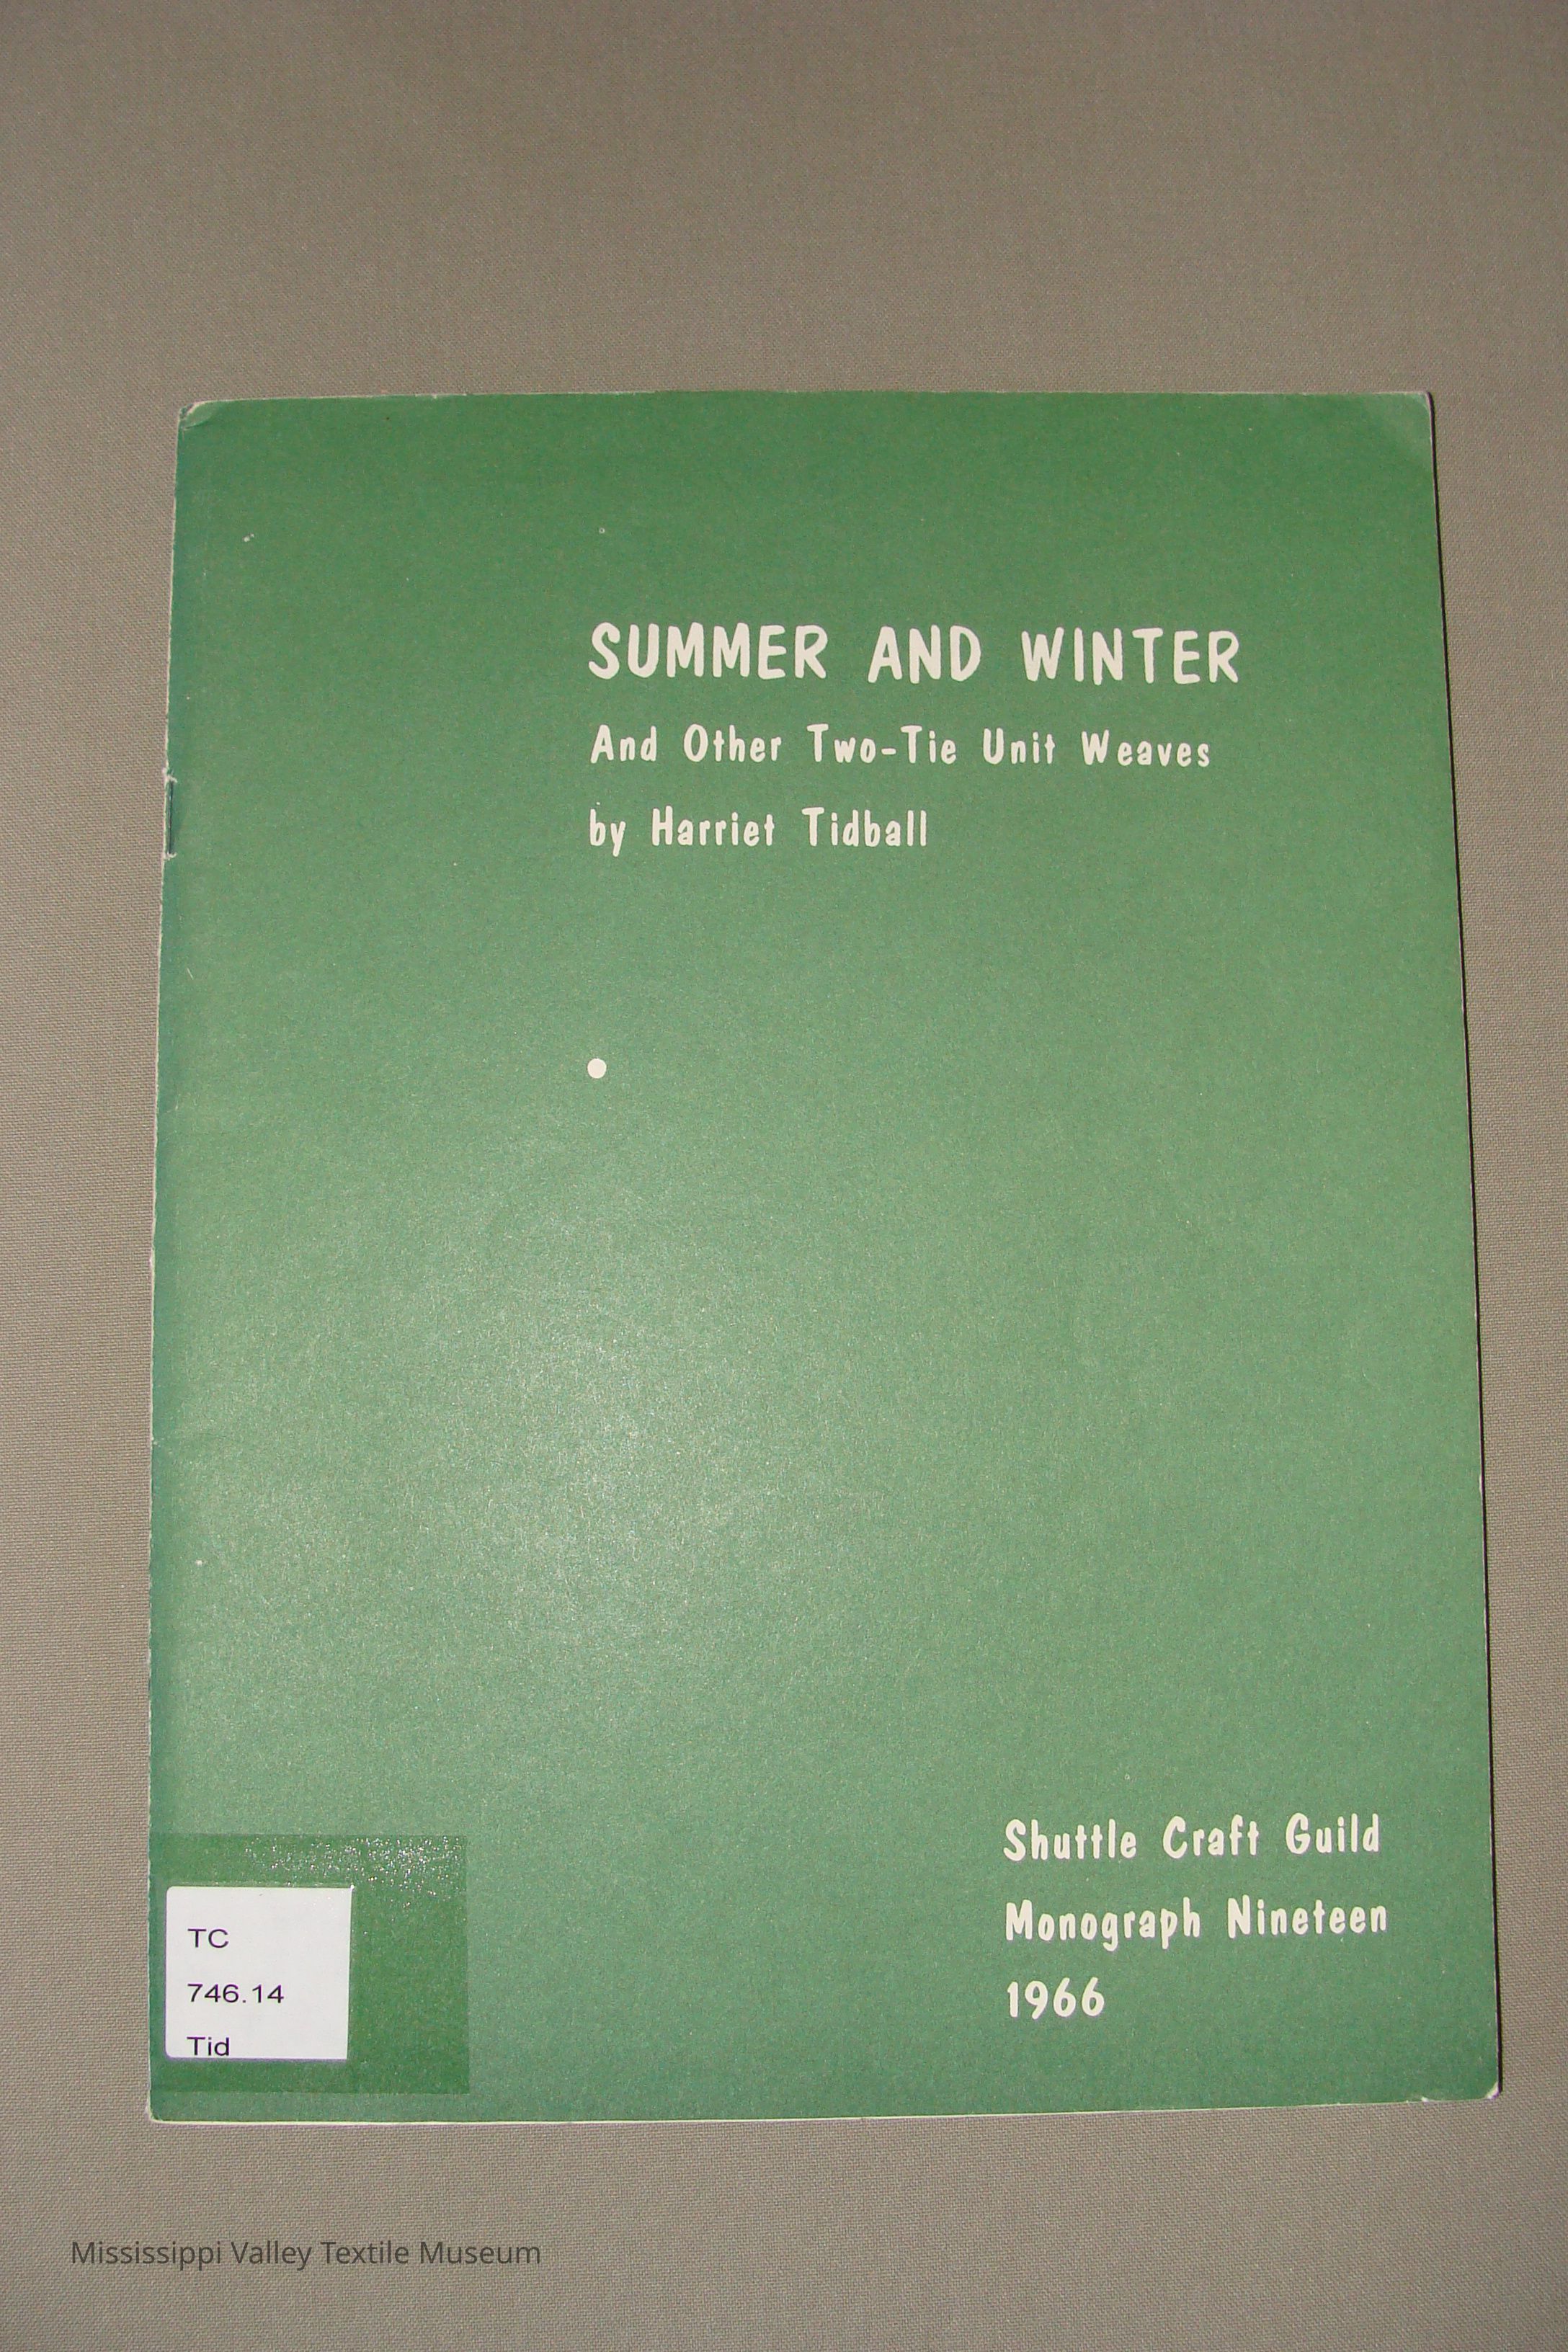 SUMMER AND WINTER
And Other Two-Tie Unit Weaves
by Harriet Tidball
Shuttle Craft Guild
Monograph Nineteen
1966
TC
746.14
Tid
Mississippi Valley Textile Museum